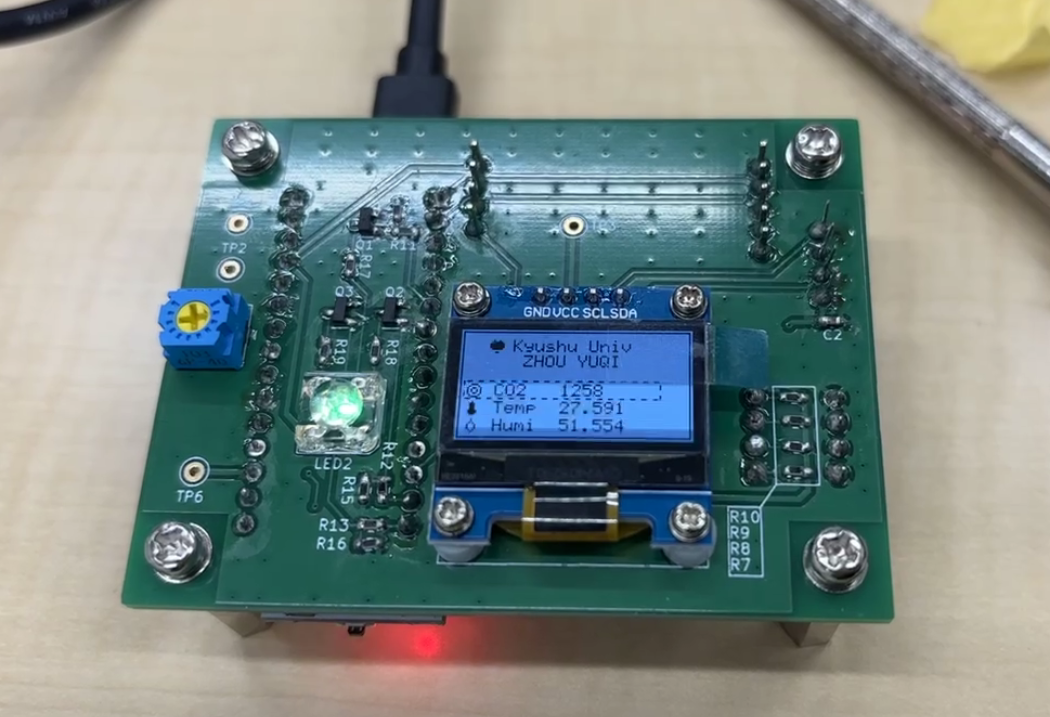 TP2
Q1
R11
R17
Q3
Q2
R19
R18
GND VCC SCL SDA
Kyushu Univ
ZHOU YUQI
CO2 1258
Temp 27.591
Humi 51.554
C2
LED2
R12
R15
TP6
R13
R16
R10
R9
R8
R7